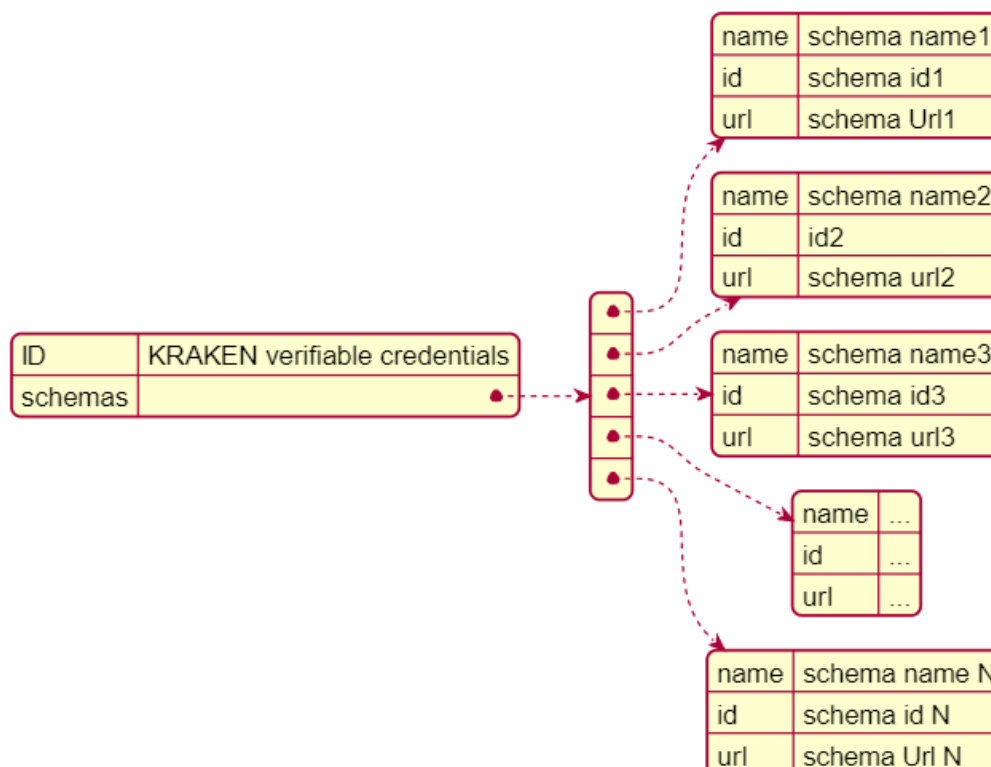 name schema name1
id schema id1
url schema Url1
name schema name2
id id2
url schema url2
ID KRAKEN verifiable credentials
schemas
name schema name3
id schema id3
url schema url3
name ...
id ...
url ...
name schema name N
id schema id N
url schema Url N